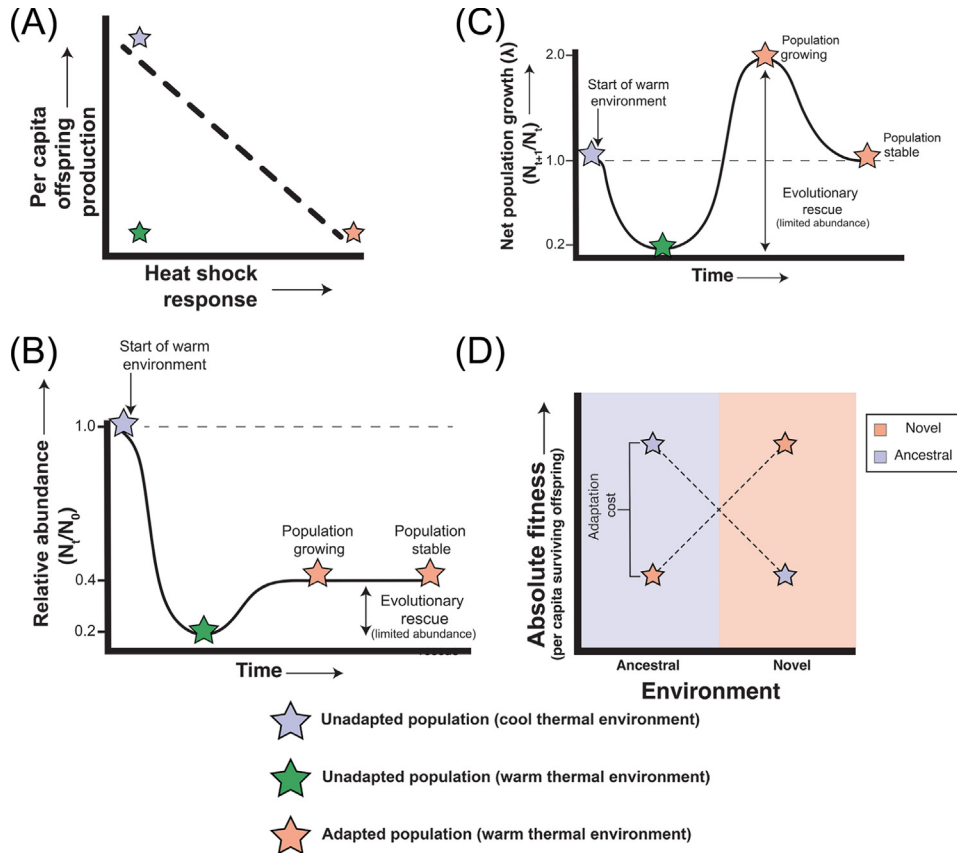 (A)
Per capita
offspring
production
Heat shock
response
(B)
Start of warm
environment
Relative abundance
(Nt/N0)
1.0
0.4
0.2
Population
growing
Population
stable
Evolutionary
rescue
(limited abundance)
Time
(C)
Net population growth (λ)
(Nt+1/Nt)
2.0
1.0
0.2
Start of warm
environment
Population
growing
Population
stable
Evolutionary
rescue
(limited abundance)
Time
(D)
Absolute fitness
(per capita surviving offspring)
Adaptation
cost
Ancestral
Novel
Environment
Novel
Ancestral
Unadapted population (cool thermal environment)
Unadapted population (warm thermal environment)
Adapted population (warm thermal environment)